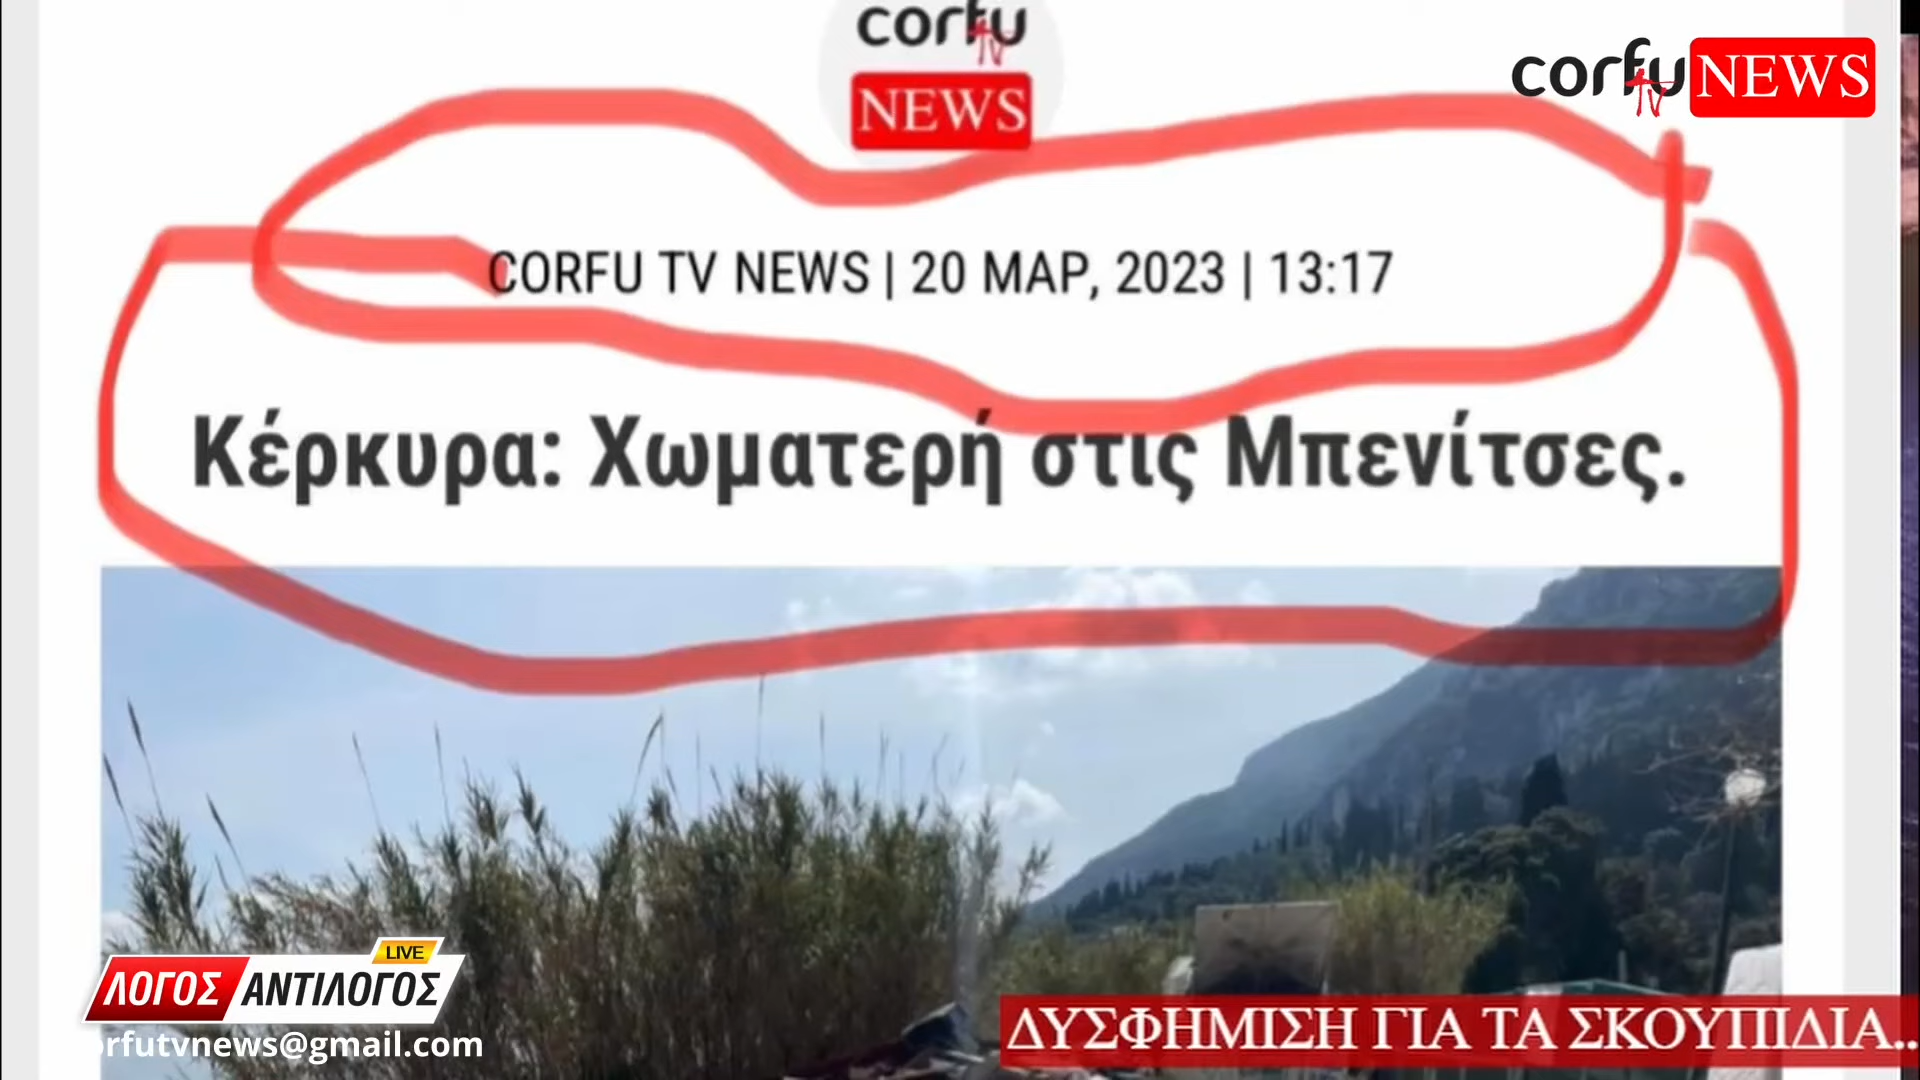 corfu
TV
NEWS
corfu NEWS
TV
CORFU TV NEWS | 20 ΜΑΡ, 2023 | 13:17
Κέρκυρα: Χωματερή στις Μπενίτσες.
LIVE
ΛΟΓΟΣ ΑΝΤΙΛΟΓΟΣ
orfutvnews@gmail.com
ΔΥΣΦΗΜΙΣΗ ΓΙΑ ΤΑ ΣΚΟΥΠΙΔΙΑ..